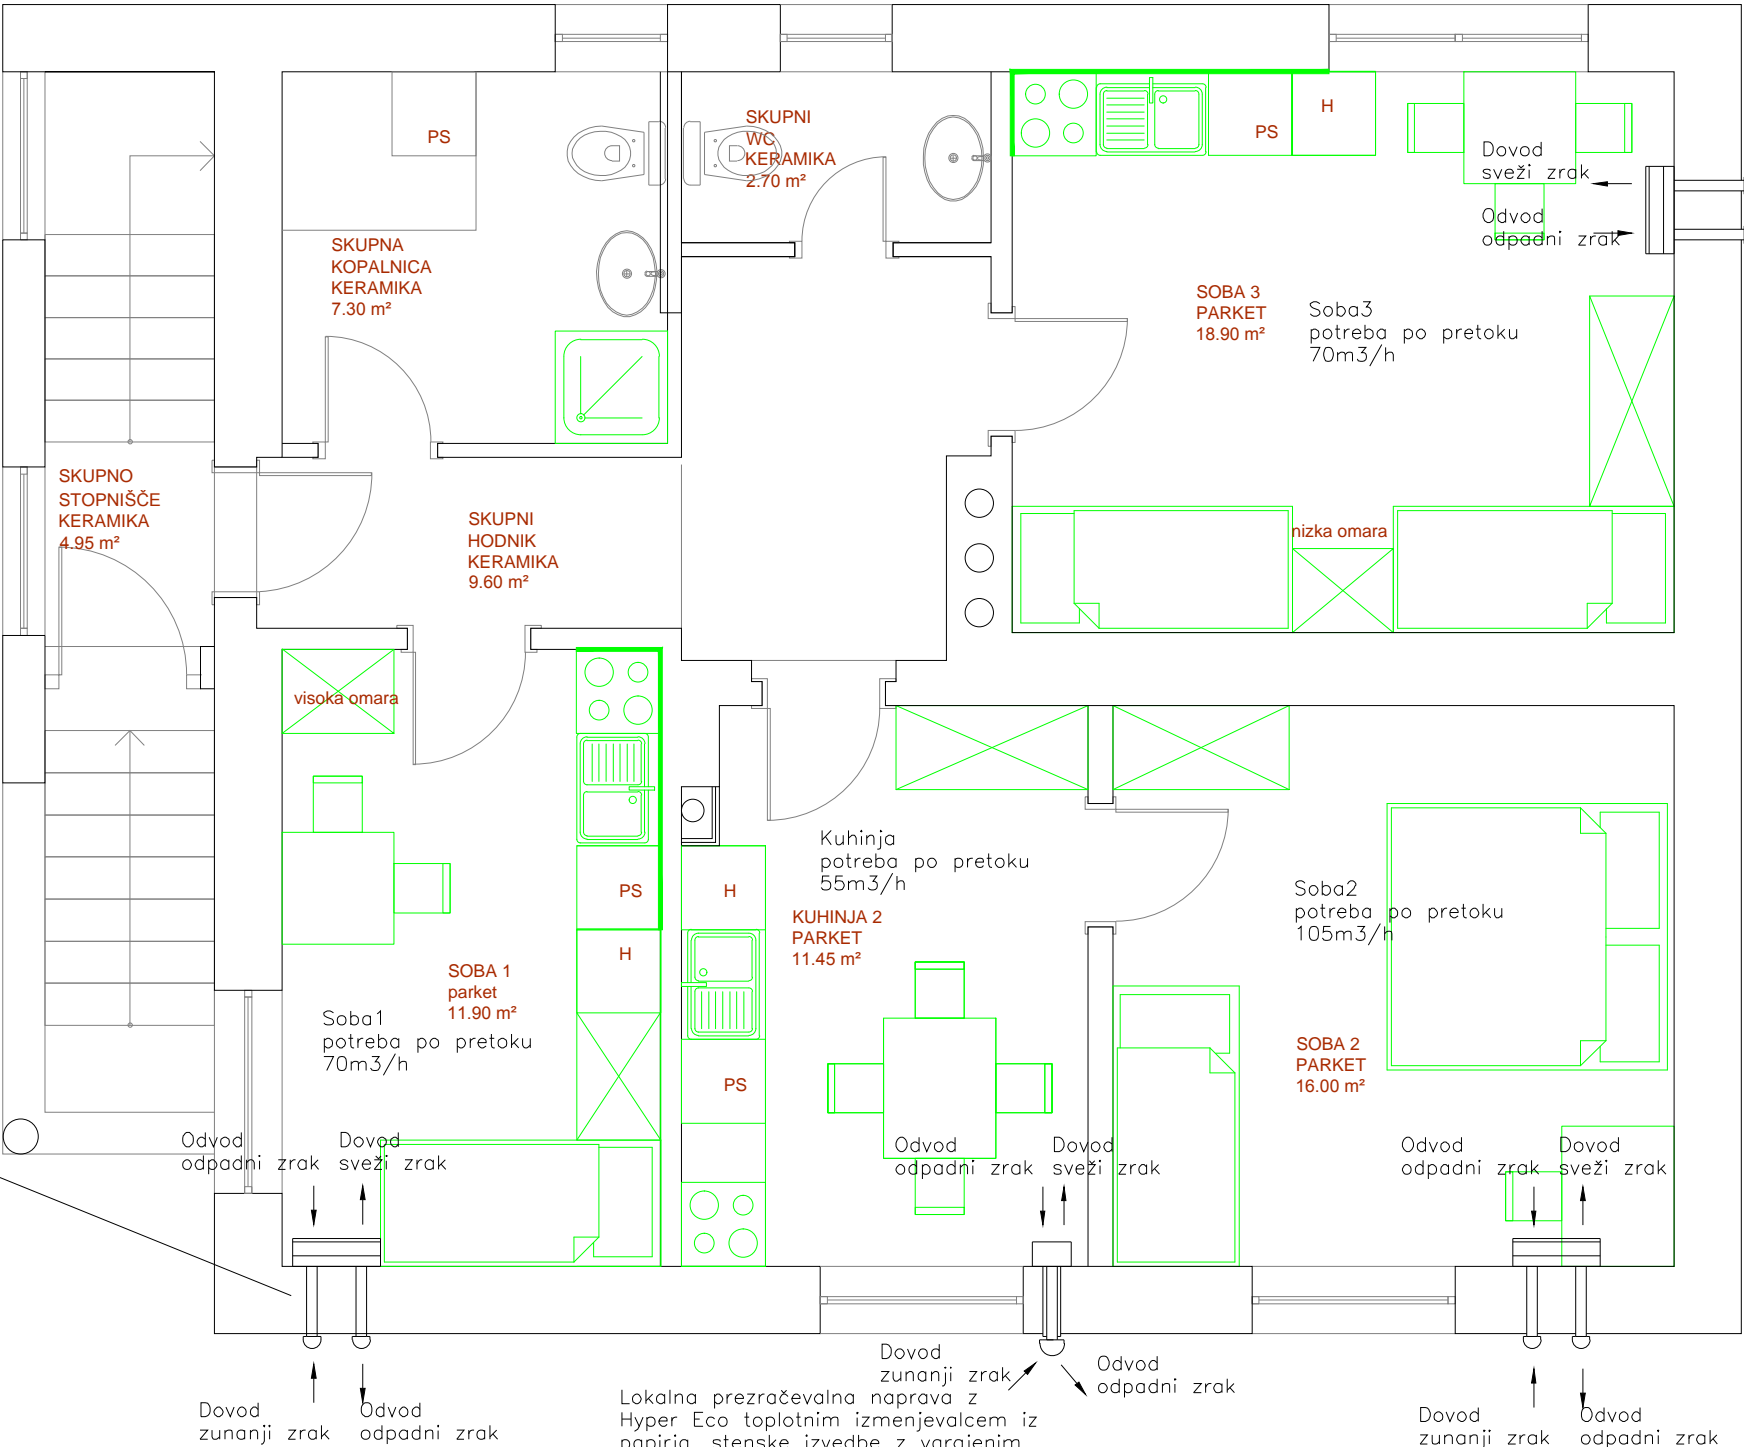 PS
SKUPNI
WC
KERAMIKA
2.70 m²
PS
H
Dovod
sveži zrak
Odvod
odpadni zrak
SKUPNA
KOPALNICA
KERAMIKA
7.30 m²
SOBA 3
PARKET
18.90 m²
Soba3
potreba po pretoku
70m3/h
SKUPNO
STOPNIŠČE
KERAMIKA
4.95 m²
SKUPNI
HODNIK
KERAMIKA
9.60 m²
nizka omara
visoka omara
PS
H
SOBA 1
parket
11.90 m²
Soba1
potreba po pretoku
70m3/h
Kuhinja
potreba po pretoku
55m3/h
H
KUHINJA 2
PARKET
11.45 m²
PS
Soba2
potreba po pretoku
105m3/h
SOBA 2
PARKET
16.00 m²
Odvod
odpadni zrak
Dovod
sveži zrak
Odvod
odpadni zrak
Dovod
sveži zrak
Odvod
odpadni zrak
Dovod
sveži zrak
Dovod
zunanji zrak
Odvod
odpadni zrak
Dovod
zunanji zrak
Odvod
odpadni zrak
Lokalna prezračevalna naprava z
Hyper Eco toplotnim izmenjevalcem iz
papirja, stenske izvedbe z vgrajenim
Dovod
zunanji zrak
Odvod
odpadni zrak